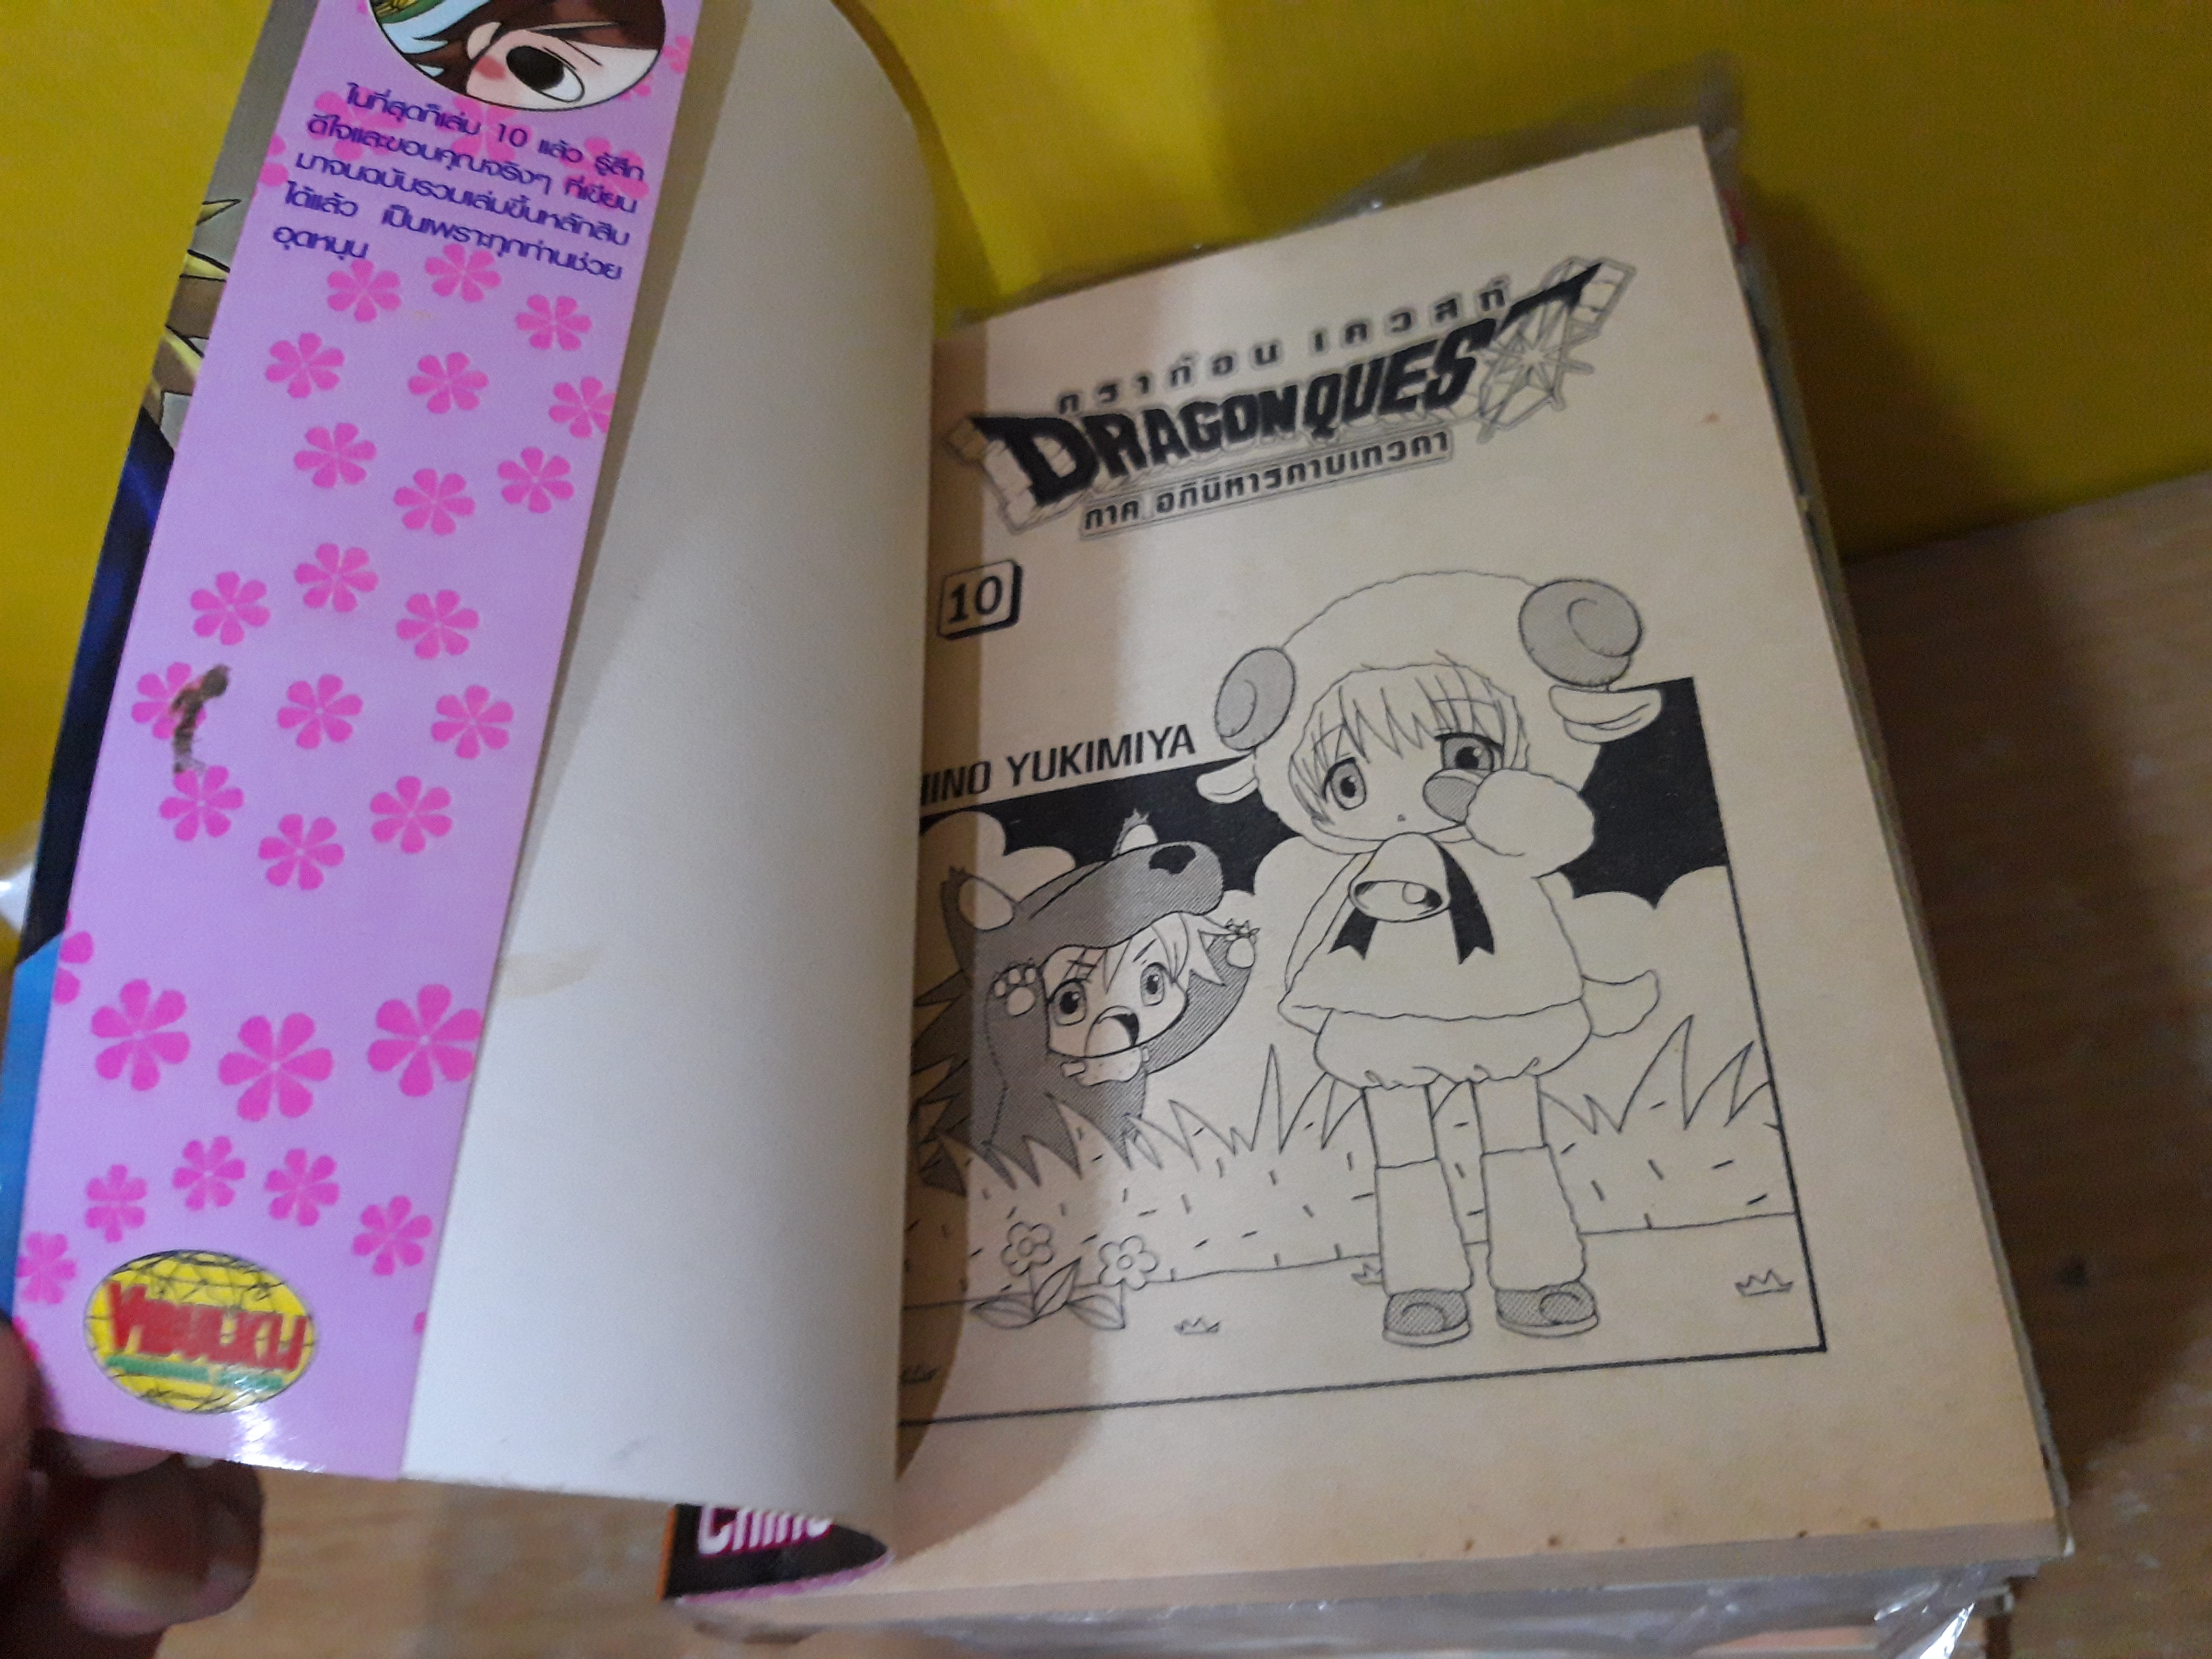 ในที่สุดก็เล่ม 10 แล้ว รู้สึก
ดีใจและขอบคุณจริงๆ ที่เขียน
มาจนฉบับรวมเล่มขึ้นหลักสิบ
ได้แล้ว เป็นเพราะทุกท่านช่วย
อุดหนุน
VIBULKIJ
ดราก้อน เควสท์
DRAGON QUEST
ภาค อภินิหารดาบเทวดา
10
HINO YUKIMIYA
Chino